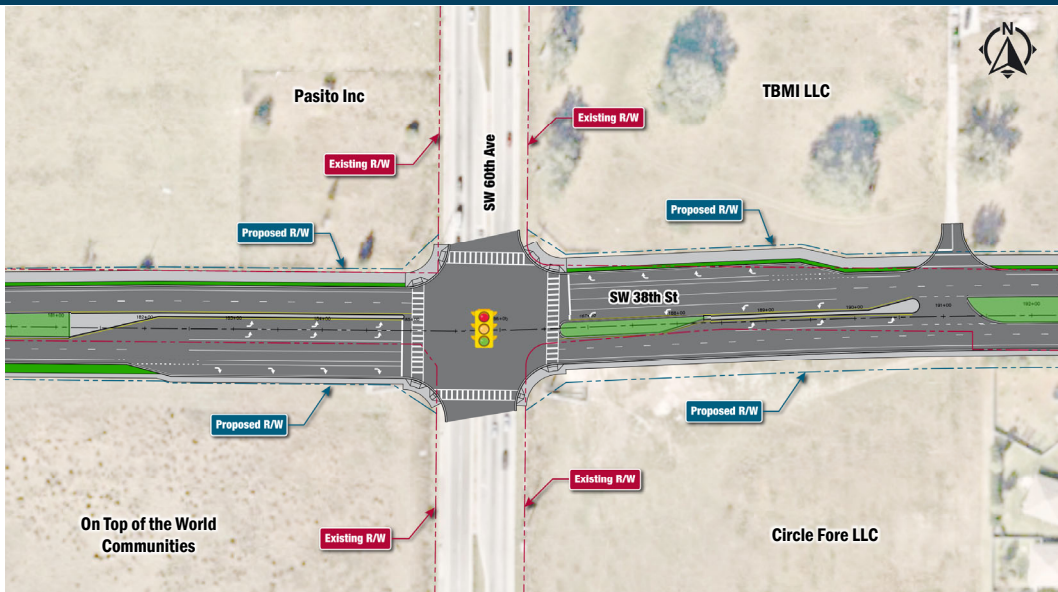 N
Pasito Inc
TBMI LLC
Existing R/W
Existing R/W
SW 60th Ave
Proposed R/W
Proposed R/W
SW 38th St
Proposed R/W
Proposed R/W
Existing R/W
On Top of the World
Communities
Existing R/W
Circle Fore LLC